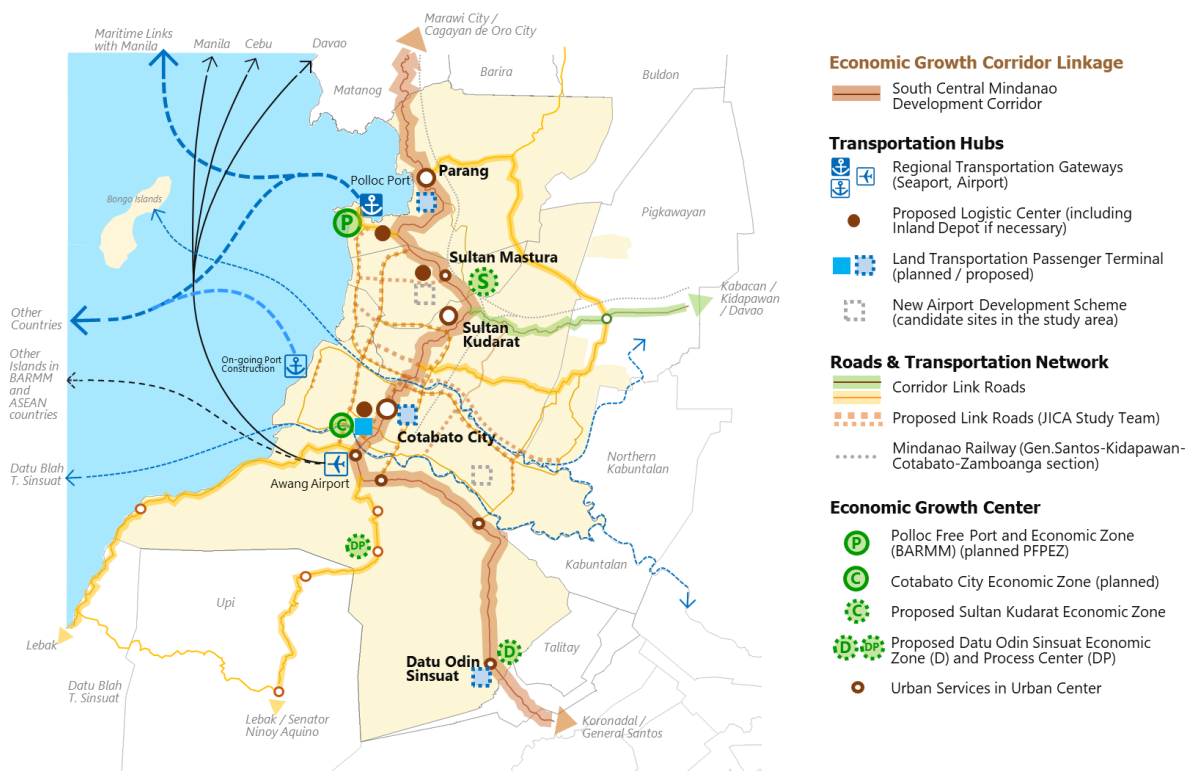 Maritime Links
with Manila
Manila
Cebu
Davao
Marawi City /
Cagayan de Oro City
Barira
Buldon
Matanog
Parang
Polloc Port
P
Bongo Islands
Pigkawayan
Sultan Mastura
S
Kabacan /
Kidapawan
/ Davao
Other
Countries
Sultan
Kudarat
Other
Islands in
BARMM
and
ASEAN
countries
On-going Port
Construction
C
Cotabato City
Northern
Kabuntalan
Datu Blah
T. Sinsuat
Awang Airport
DP
Kabuntalan
Upi
Lebak
D
Talitay
Datu Odin
Sinsuat
Datu Blah
T. Sinsuat
Lebak / Senator
Ninoy Aquino
Koronadal /
General Santos
Economic Growth Corridor Linkage
South Central Mindanao
Development Corridor
Transportation Hubs
Regional Transportation Gateways
(Seaport, Airport)
Proposed Logistic Center (including
Inland Depot if necessary)
Land Transportation Passenger Terminal
(planned / proposed)
New Airport Development Scheme
(candidate sites in the study area)
Roads & Transportation Network
Corridor Link Roads
Proposed Link Roads (JICA Study Team)
Mindanao Railway (Gen.Santos-Kidapawan-
Cotabato-Zamboanga section)
Economic Growth Center
P
Polloc Free Port and Economic Zone
(BARMM) (planned PFPEZ)
C
Cotabato City Economic Zone (planned)
C
Proposed Sultan Kudarat Economic Zone
D
DP
Proposed Datu Odin Sinsuat Economic
Zone (D) and Process Center (DP)
Urban Services in Urban Center